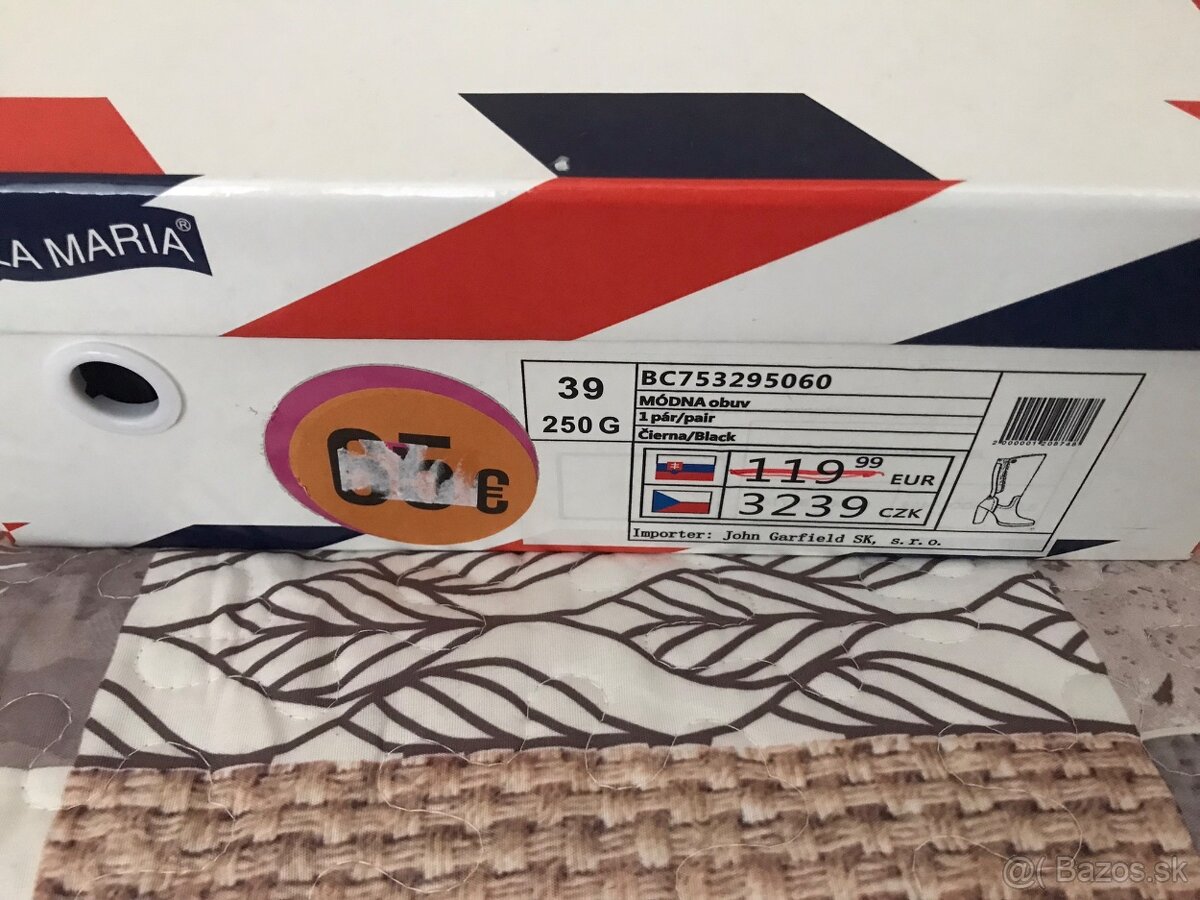 LA MARIA®
€
39
250 G
BC753295060
MÓDNA obuv
1 pár/pair
Čierna/Black
119 99 EUR
3239 CZK
Importer: John Garfield SK, s.r.o.
Bazos.sk